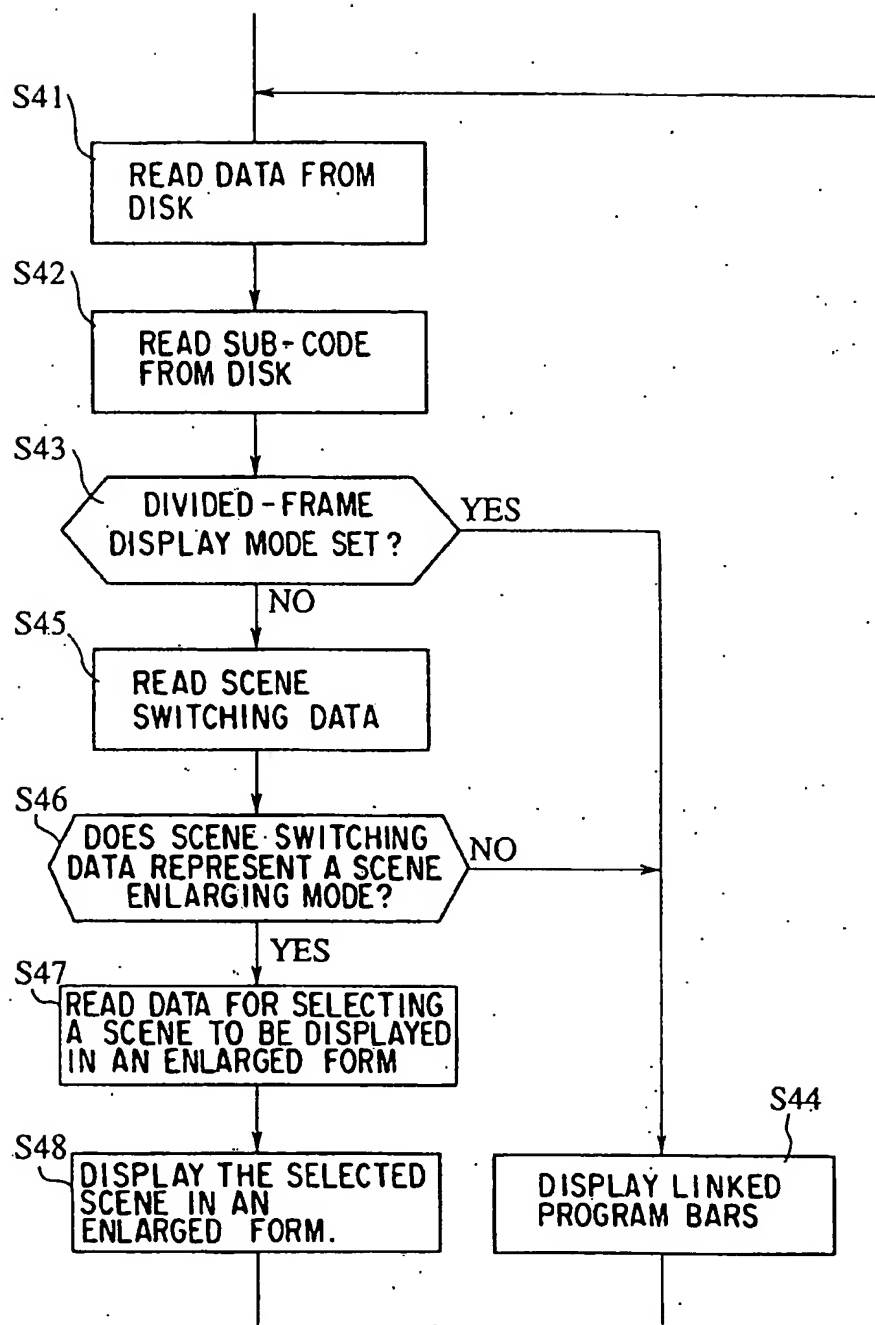 S41
READ DATA FROM
DISK
S42
READ SUB-CODE
FROM DISK
S43
DIVIDED-FRAME
DISPLAY MODE SET?
YES
NO
S45
READ SCENE
SWITCHING DATA
S46
DOES SCENE SWITCHING
DATA REPRESENT A SCENE
ENLARGING MODE?
NO
YES
S47
READ DATA FOR SELECTING
A SCENE TO BE DISPLAYED
IN AN ENLARGED FORM
S48
DISPLAY THE SELECTED
SCENE IN AN
ENLARGED FORM.
S44
DISPLAY LINKED
PROGRAM BARS